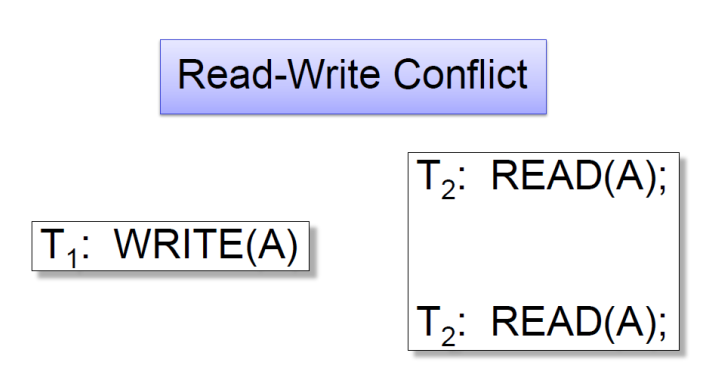 Read-Write Conflict
T₂: READ(A);
T₁: WRITE(A)
T₂: READ(A);